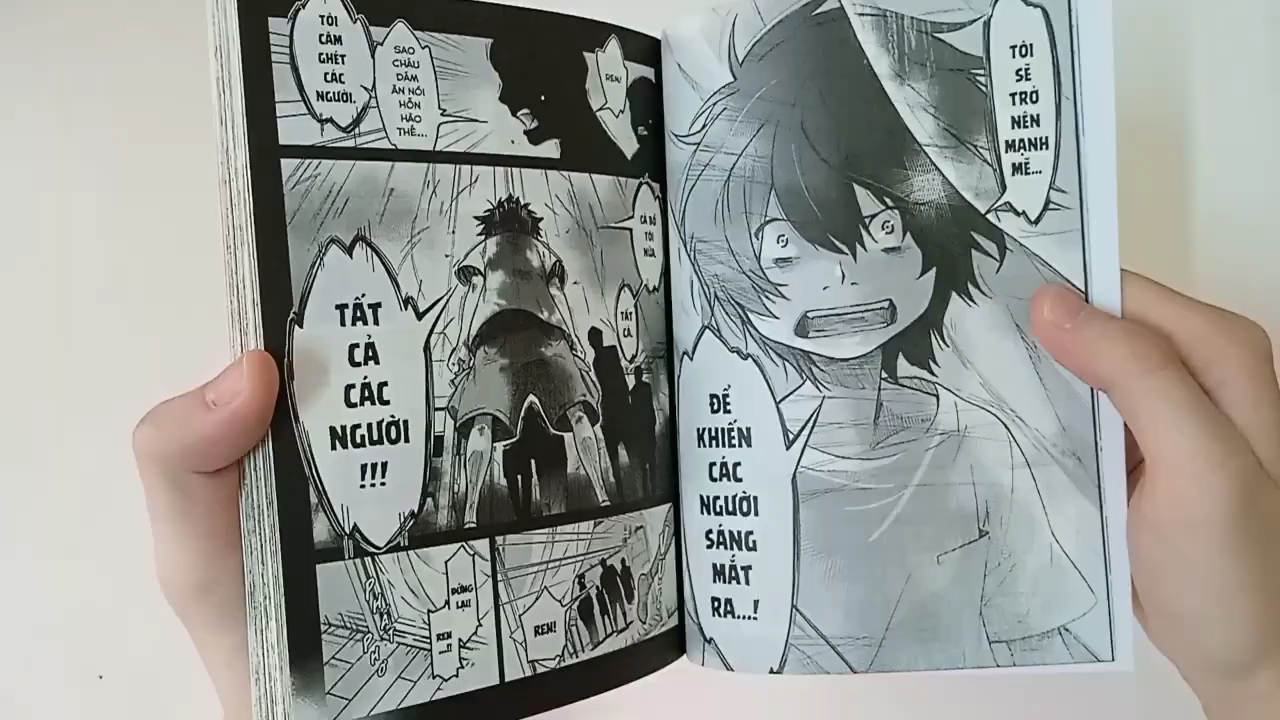 REN!
SAO
CHÁU
DÁM
ĂN NÓI
HỖN
HÀO
THẾ...
TÔI
CĂM
GHÉT
CÁC
NGƯỜI.
CẢ BỐ
TÔI
NỮA.
TẤT
CẢ.
TẤT
CẢ
CÁC
NGƯỜI
!!!
REN!
ĐỨNG
LẠI!
REN
...!!
TÔI
SẼ
TRỞ
NÊN
MẠNH
MẼ...
ĐỂ
KHIẾN
CÁC
NGƯỜI
SÁNG
MẮT
RA...!